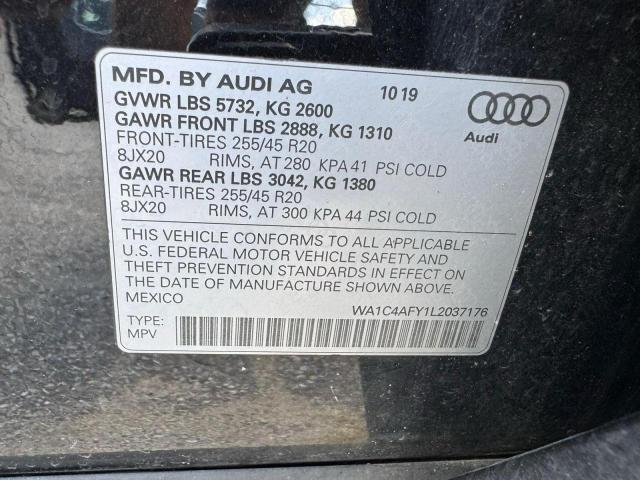 MFD. BY AUDI AG 10 19
GVWR LBS 5732, KG 2600
GAWR FRONT LBS 2888, KG 1310
FRONT-TIRES 255/45 R20
8JX20 RIMS, AT 280 KPA 41 PSI COLD
GAWR REAR LBS 3042, KG 1380
REAR-TIRES 255/45 R20
8JX20 RIMS, AT 300 KPA 44 PSI COLD
Audi
THIS VEHICLE CONFORMS TO ALL APPLICABLE
U.S. FEDERAL MOTOR VEHICLE SAFETY AND
THEFT PREVENTION STANDARDS IN EFFECT ON
THE DATE OF MANUFACTURE SHOWN ABOVE.
MEXICO
WA1C4AFY1L2037176
TYPE:
MPV